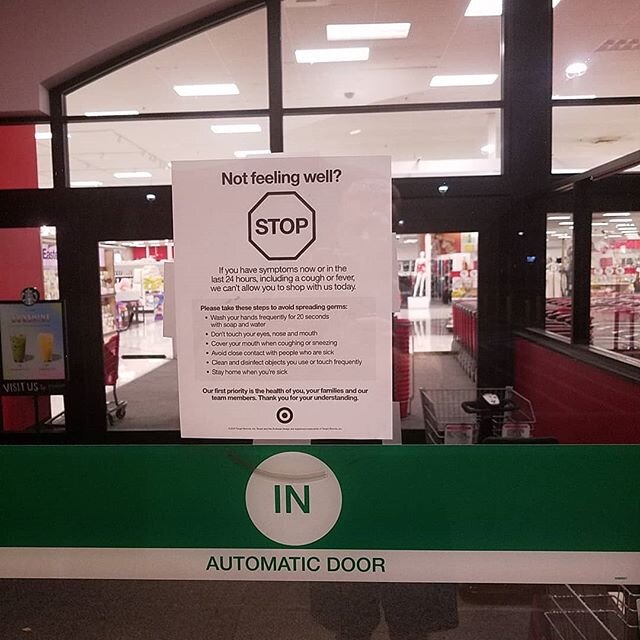 Not feeling well?
STOP
If you have symptoms now or in the
last 24 hours, including a cough or fever,
we can't allow you to shop with us today.
Please take these steps to avoid spreading germs:
• Wash your hands frequently for 20 seconds
with soap and water
• Don't touch your eyes, nose and mouth
• Cover your mouth when coughing or sneezing
• Avoid close contact with people who are sick
• Clean and disinfect objects you use or touch frequently
• Stay home when you're sick
Our first priority is the health of you, your families and our
team members. Thank you for your understanding.
East
SUNSHINE
VISIT US
IN
AUTOMATIC DOOR